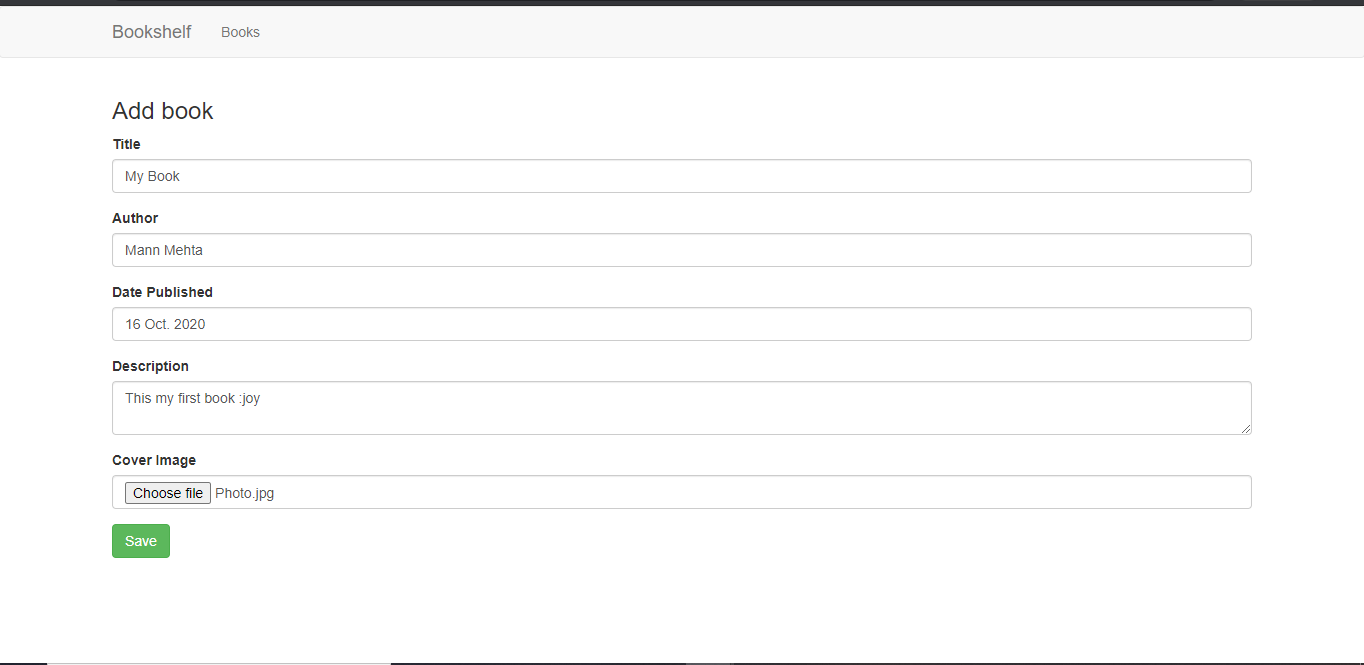 Bookshelf Books
Add book
Title
My Book
Author
Mann Mehta
Date Published
16 Oct. 2020
Description
This my first book :joy
Cover Image
Choose file Photo.jpg
Save